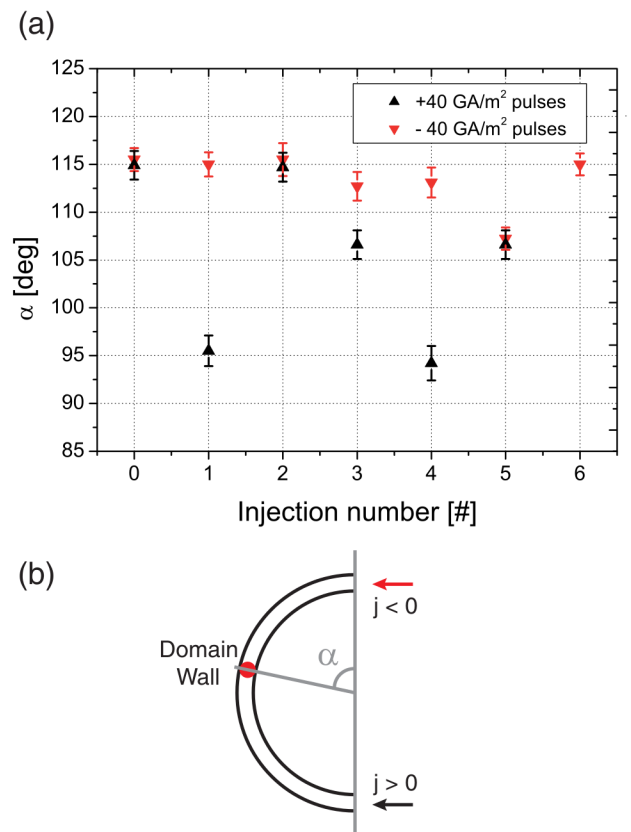 (a)
125
120
115
110
105
100
95
90
85
α [deg]
+40 GA/m² pulses
- 40 GA/m² pulses
0 1 2 3 4 5 6
Injection number [#]
(b)
j < 0
Domain
Wall
α
j > 0